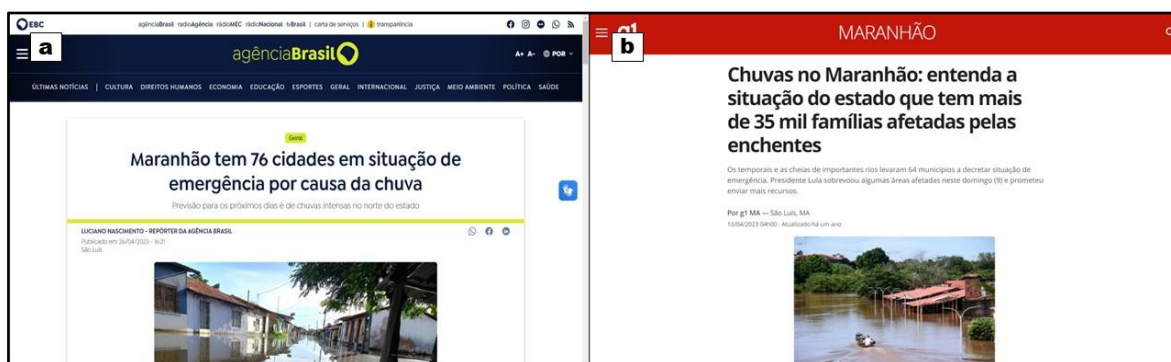 EBC
agênciaBrasil radioAgência rádioMEC rádioNacional tvBrasil | carta de serviços | transparência
a
agênciaBrasil
A+ A- POR
ÚLTIMAS NOTÍCIAS | CULTURA DIREITOS HUMANOS ECONOMIA EDUCAÇÃO ESPORTES GERAL INTERNACIONAL JUSTIÇA MEIO AMBIENTE POLÍTICA SAÚDE
Geral
Maranhão tem 76 cidades em situação de
emergência por causa da chuva
Previsão para os próximos dias é de chuvas intensas no norte do estado
LUCIANO NASCIMENTO - REPÓRTER DA AGÊNCIA BRASIL
Publicado em 26/04/2023 - 16:21
São Luís
b
g1
MARANHÃO
Chuvas no Maranhão: entenda a
situação do estado que tem mais
de 35 mil famílias afetadas pelas
enchentes
Os temporais e as cheias de importantes rios levaram 64 municípios a decretar situação de
emergência. Presidente Lula sobrevoou algumas áreas afetadas neste domingo (9) e prometeu
enviar mais recursos.
Por g1 MA — São Luís, MA
10/04/2023 04h00 · Atualizado há um ano